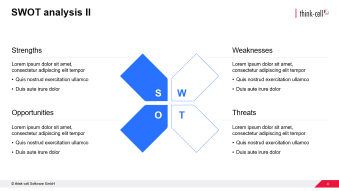 SWOT analysis II
think-cell
Strengths
Lorem ipsum dolor sit amet,
consectetur adipiscing elit tempor
• Quis nostrud exercitation ullamco
• Duis aute irure dolor
Weaknesses
Lorem ipsum dolor sit amet,
consectetur adipiscing elit tempor
• Quis nostrud exercitation ullamco
• Duis aute irure dolor
S
W
O
T
Opportunities
Lorem ipsum dolor sit amet,
consectetur adipiscing elit tempor
• Quis nostrud exercitation ullamco
• Duis aute irure dolor
Threats
Lorem ipsum dolor sit amet,
consectetur adipiscing elit tempor
• Quis nostrud exercitation ullamco
• Duis aute irure dolor
© think-cell Software GmbH